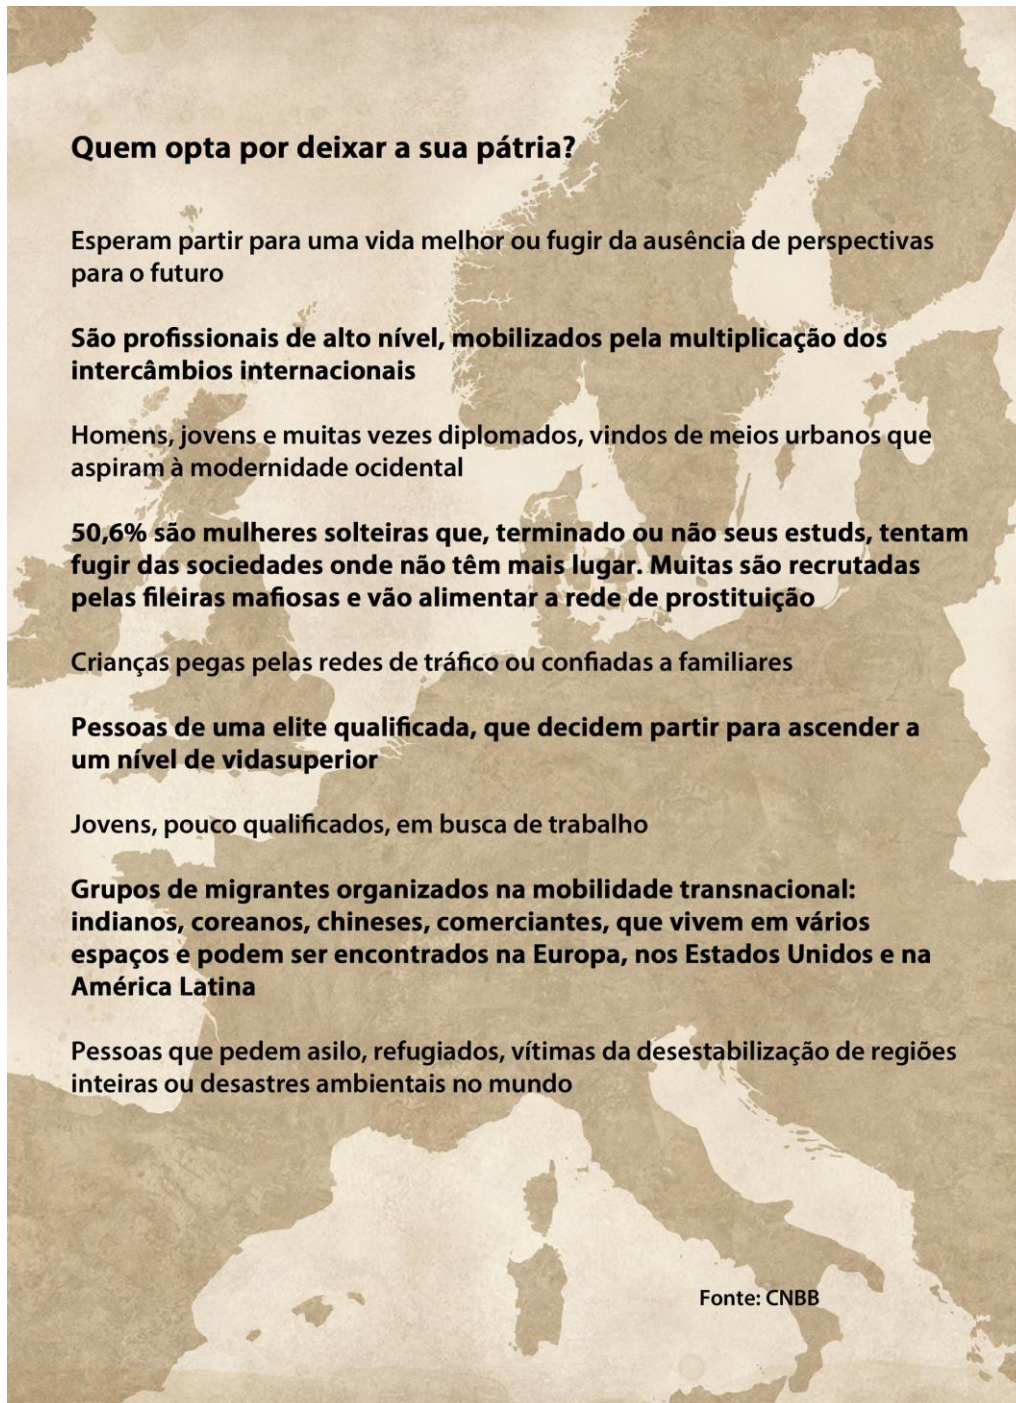 Quem opta por deixar a sua pátria?
Esperam partir para uma vida melhor ou fugir da ausência de perspectivas
para o futuro
São profissionais de alto nível, mobilizados pela multiplicação dos
intercâmbios internacionais
Homens, jovens e muitas vezes diplomados, vindos de meios urbanos que
aspiram à modernidade ocidental
50,6% são mulheres solteiras que, terminado ou não seus estuds, tentam
fugir das sociedades onde não têm mais lugar. Muitas são recrutadas
pelas fileiras mafiosas e vão alimentar a rede de prostituição
Crianças pegas pelas redes de tráfico ou confiadas a familiares
Pessoas de uma elite qualificada, que decidem partir para ascender a
um nível de vidasuperior
Jovens, pouco qualificados, em busca de trabalho
Grupos de migrantes organizados na mobilidade transnacional:
indianos, coreanos, chineses, comerciantes, que vivem em vários
espaços e podem ser encontrados na Europa, nos Estados Unidos e na
América Latina
Pessoas que pedem asilo, refugiados, vítimas da desestabilização de regiões
inteiras ou desastres ambientais no mundo
Fonte: CNBB